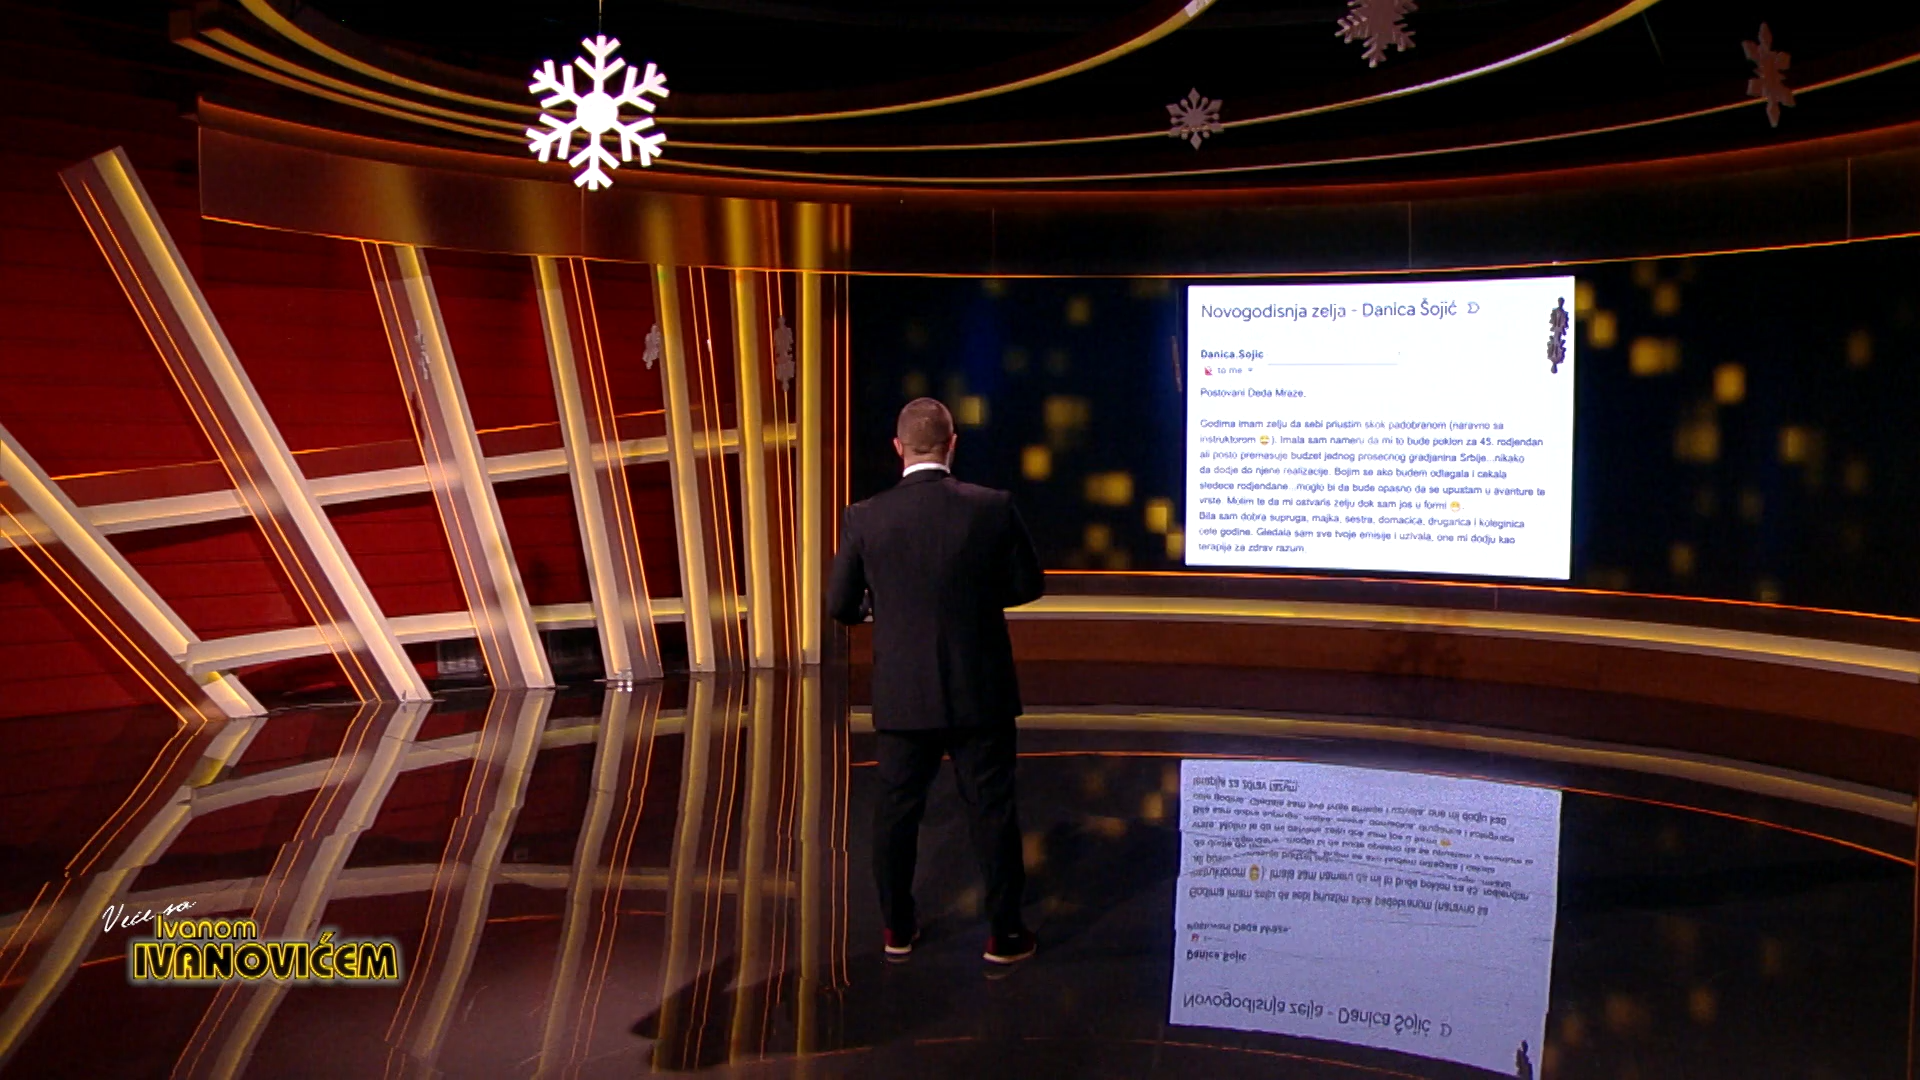 Novogodisnja zelja - Danica Šojić
Danica Sojic
to me
Postovani Deda Mraze,
Godima imam zelju da sebi priustim skok padobranom (naravno sa
instruktorom 😀). Imala sam nameru da mi to bude poklon za 45. rodjendan
ali posto premasuje budzet jednog prosecnog gradjanina Srbije...nikako
da dodje do njene realizacije. Bojim se ako budem odlagala i cekala
sledece rodjendane...moglo bi da bude opasno da se upustam u avanture te
vrste. Molim te da mi ostvaris zelju dok sam jos u formi 😁.
Bila sam dobra supruga, majka, sestra, domacica, drugarica i koleginica
cele godine. Gledala sam sve tvoje emisije i uzivala, one mi dodju kao
terapija za zdrav razum
Veče sa
Ivanom
IVANOVIĆEM